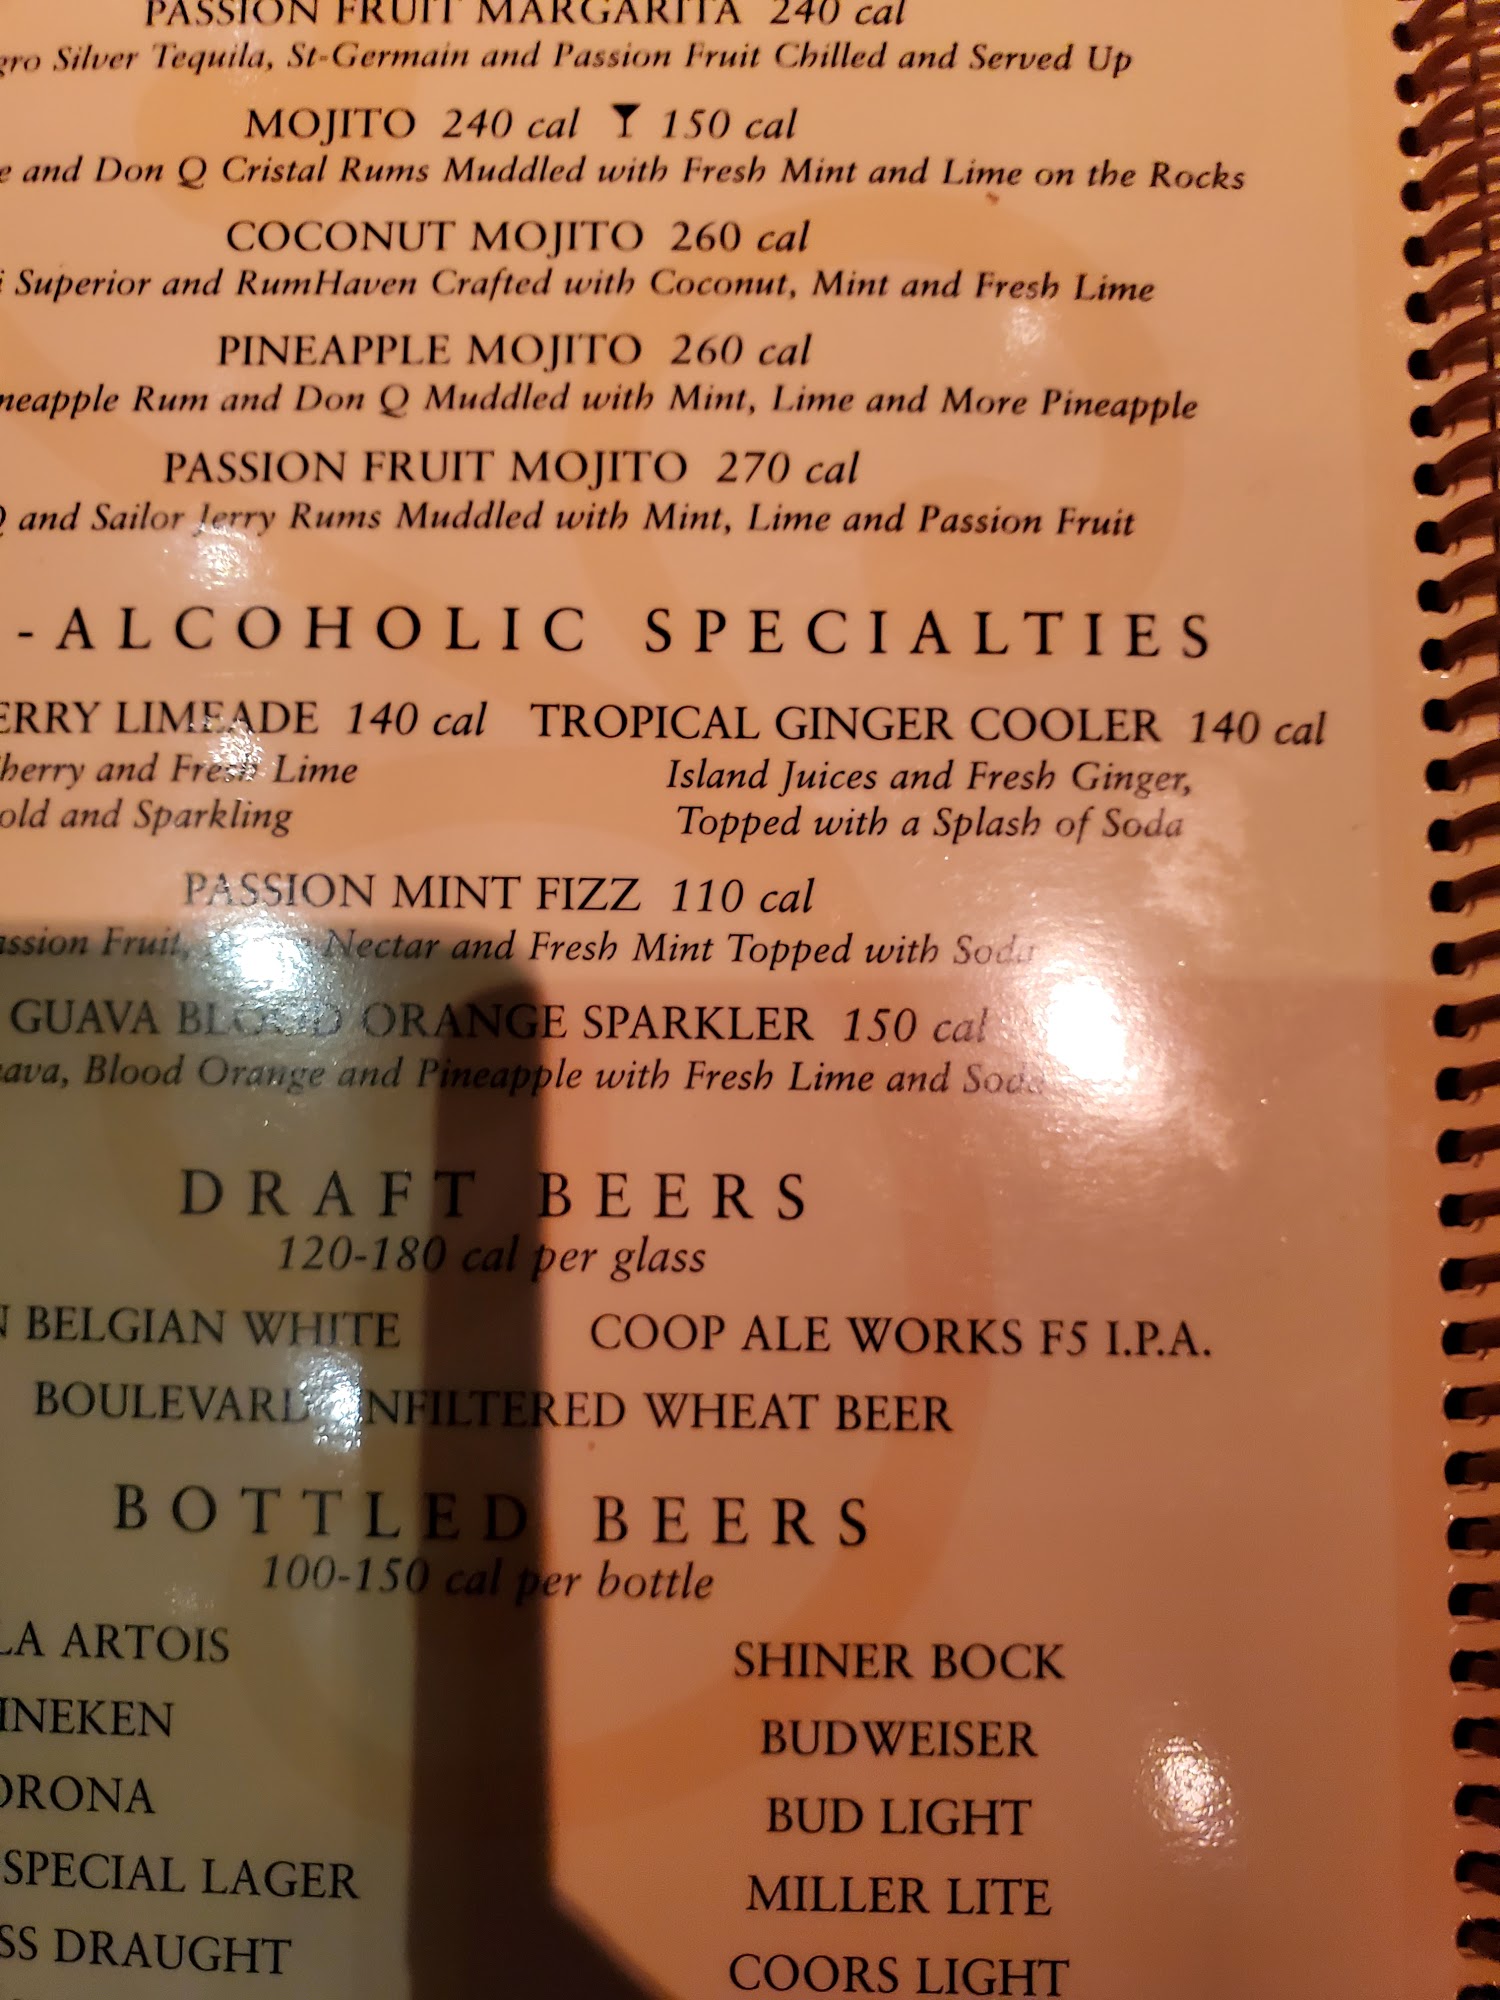 PASSION FRUIT MARGARITA 240 cal
Silver Tequila, St-Germain and Passion Fruit Chilled and Served Up
MOJITO 240 cal 150 cal
and Don Q Cristal Rums Muddled with Fresh Mint and Lime on the Rocks
COCONUT MOJITO 260 cal
Superior and RumHaven Crafted with Coconut, Mint and Fresh Lime
PINEAPPLE MOJITO 260 cal
Rum and Don Q Muddled with Mint, Lime and More Pineapple
PASSION FRUIT MOJITO 270 cal
Q and Sailor Jerry Rums Muddled with Mint, Lime and Passion Fruit
-ALCOHOLIC SPECIALTIES
LIMEADE 140 cal TROPICAL GINGER COOLER 140 cal
and Fresh Lime Island Juices and Fresh Ginger,
and Sparkling Topped with a Splash of Soda
PASSION MINT FIZZ 110 cal
Fruit, Nectar and Fresh Mint Topped with Soda
GUAVA BLOOD ORANGE SPARKLER 150 cal
Blood Orange and Pineapple with Fresh Lime and Soda
DRAFT BEERS
120-180 cal per glass
BELGIAN WHITE COOP ALE WORKS F5 I.P.A.
BOULEVARD UNFILTERED WHEAT BEER
BOTTLED BEERS
100-150 cal per bottle
ARTOIS SHINER BOCK
BUDWEISER
BUD LIGHT
SPECIAL LAGER MILLER LITE
DRAUGHT COORS LIGHT